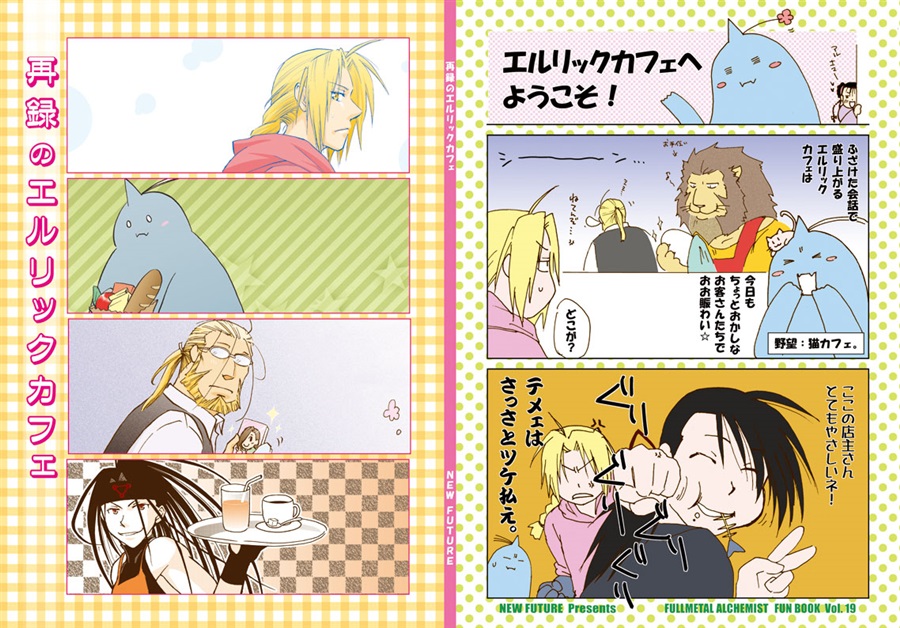 再録のエルリックカフェ
再録のエルリックカフェ
NEW FUTURE
エルリックカフェへ
ようこそ！
ふざけた会話で
盛り上がる
エルリック
カフェは
ねてんぞ…
どこが？
今日も
ちょっとおかしな
お客さんたちで
お賑わい☆
野望：猫カフェ。
ここの店主さん
とてもやさしいネ！
テメェは
さっさとツケ払え。
NEW FUTURE Presents
FULLMETAL ALCHEMIST FUN BOOK Vol.19